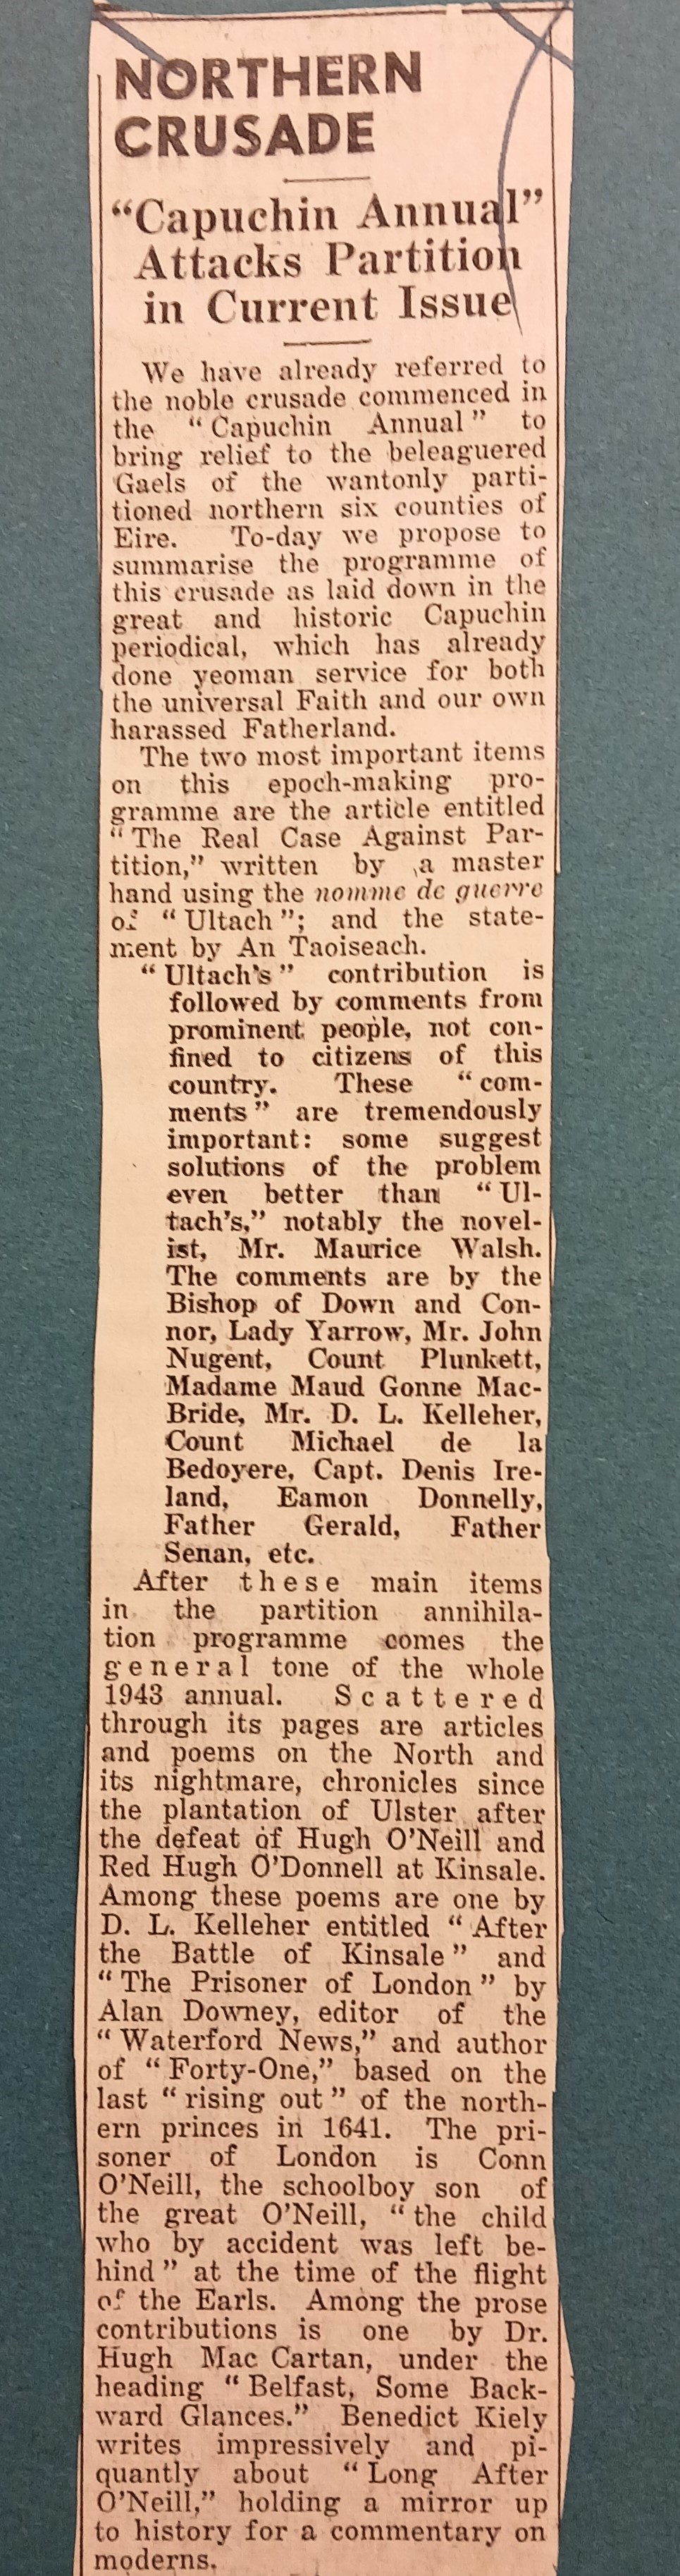 NORTHERN
CRUSADE
“Capuchin Annual”
Attacks Partition
in Current Issue
We have already referred to
the noble crusade commenced in
the “Capuchin Annual” to
bring relief to the beleaguered
Gaels of the wantonly parti-
tioned northern six counties of
Eire. To-day we propose to
summarise the programme of
this crusade as laid down in the
great and historic Capuchin
periodical, which has already
done yeoman service for both
the universal Faith and our own
harassed Fatherland.
The two most important items
on this epoch-making pro-
gramme are the article entitled
“The Real Case Against Par-
tition,” written by a master
hand using the nomme de guerre
of “Ultach”; and the state-
ment by An Taoiseach.
“Ultach's” contribution is
followed by comments from
prominent people, not con-
fined to citizens of this
country. These “com-
ments” are tremendously
important: some suggest
solutions of the problem
even better than “Ul-
tach's,” notably the novel-
ist, Mr. Maurice Walsh.
The comments are by the
Bishop of Down and Con-
nor, Lady Yarrow, Mr. John
Nugent, Count Plunkett,
Madame Maud Gonne Mac-
Bride, Mr. D. L. Kelleher,
Count Michael de la
Bedoyere, Capt. Denis Ire-
land, Eamon Donnelly,
Father Gerald, Father
Senan, etc.
After these main items
in the partition annihila-
tion programme comes the
general tone of the whole
1943 annual. Scattered
through its pages are articles
and poems on the North and
its nightmare, chronicles since
the plantation of Ulster after
the defeat of Hugh O'Neill and
Red Hugh O'Donnell at Kinsale.
Among these poems are one by
D. L. Kelleher entitled “After
the Battle of Kinsale” and
“The Prisoner of London” by
Alan Downey, editor of the
“Waterford News,” and author
of “Forty-One,” based on the
last “rising out” of the north-
ern princes in 1641. The pri-
soner of London is Conn
O'Neill, the schoolboy son of
the great O'Neill, “the child
who by accident was left be-
hind” at the time of the flight
of the Earls. Among the prose
contributions is one by Dr.
Hugh Mac Cartan, under the
heading “Belfast, Some Back-
ward Glances.” Benedict Kiely
writes impressively and pi-
quantly about “Long After
O'Neill,” holding a mirror up
to history for a commentary on
moderns.